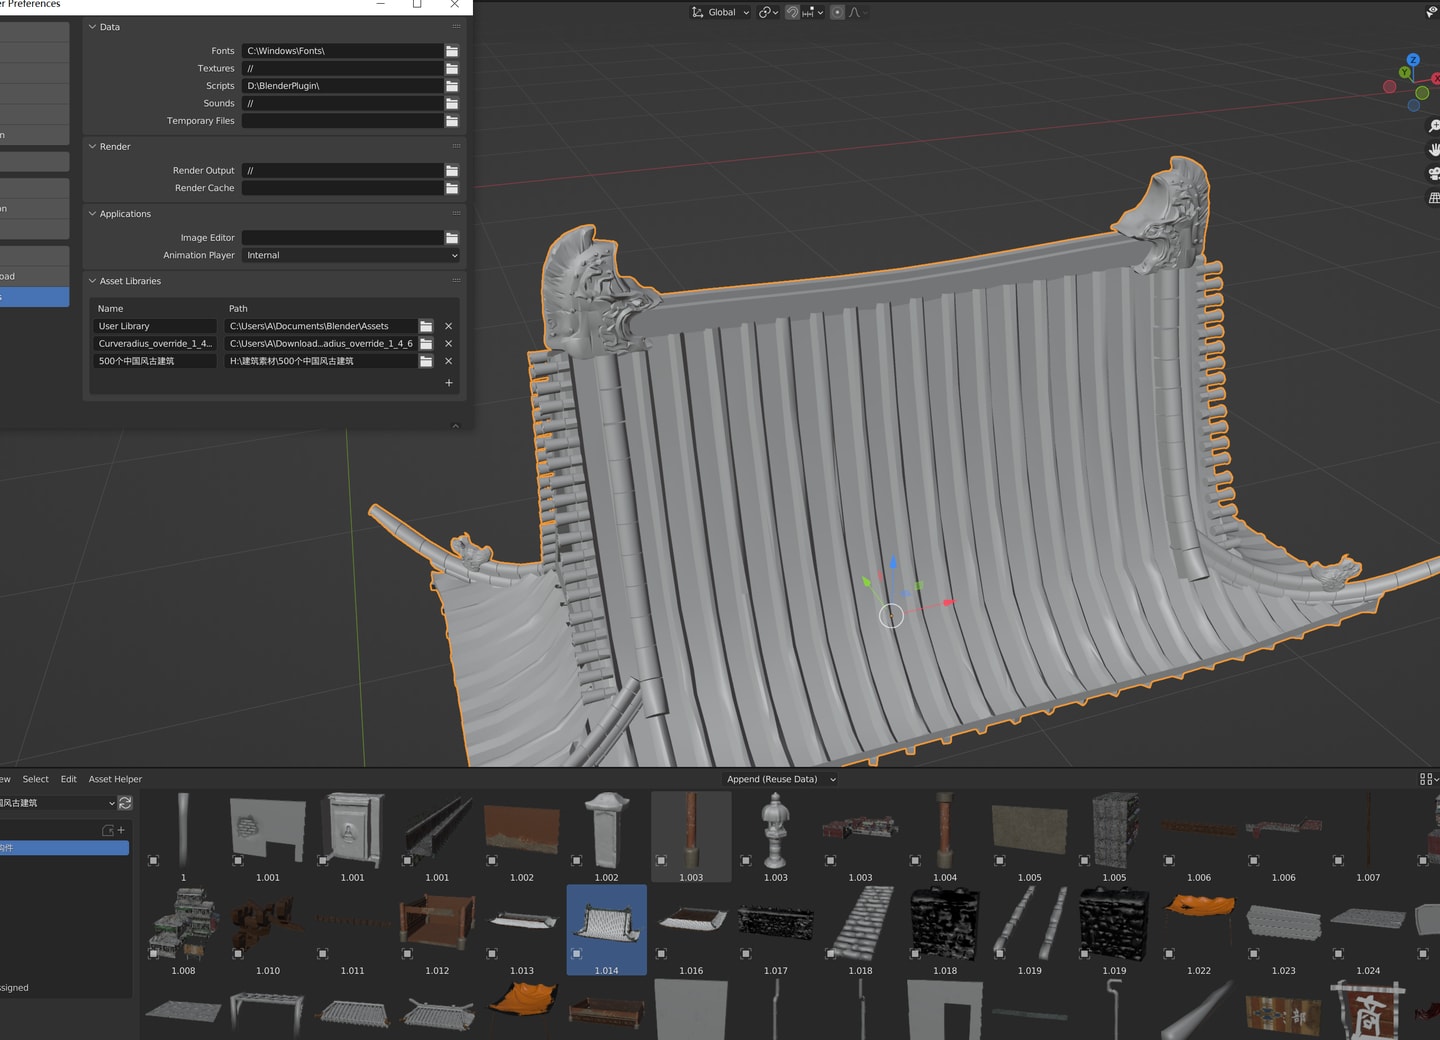 r Preferences
Global
Data
Fonts
C:\Windows\Fonts\
Textures
//
Scripts
D:\BlenderPlugin\
Sounds
//
Temporary Files
n
Render
Render Output
//
Render Cache
on
Applications
Image Editor
Animation Player
Internal
oad
s
Asset Libraries
Name
Path
User Library
C:\Users\A\Documents\Blender\Assets
Curveradius_override_1_4...
C:\Users\A\Download...adius_override_1_4_6
500个中国风古建筑
H:\建筑素材\500个中国风古建筑
Z
Y
X
ew
Select
Edit
Asset Helper
Append (Reuse Data)
国风古建筑
构件
ssigned
1
1.001
1.001
1.001
1.002
1.002
1.003
1.003
1.003
1.004
1.005
1.005
1.006
1.006
1.007
1.008
1.010
1.011
1.012
1.013
1.014
1.016
1.017
1.018
1.018
1.019
1.019
1.022
1.023
1.024